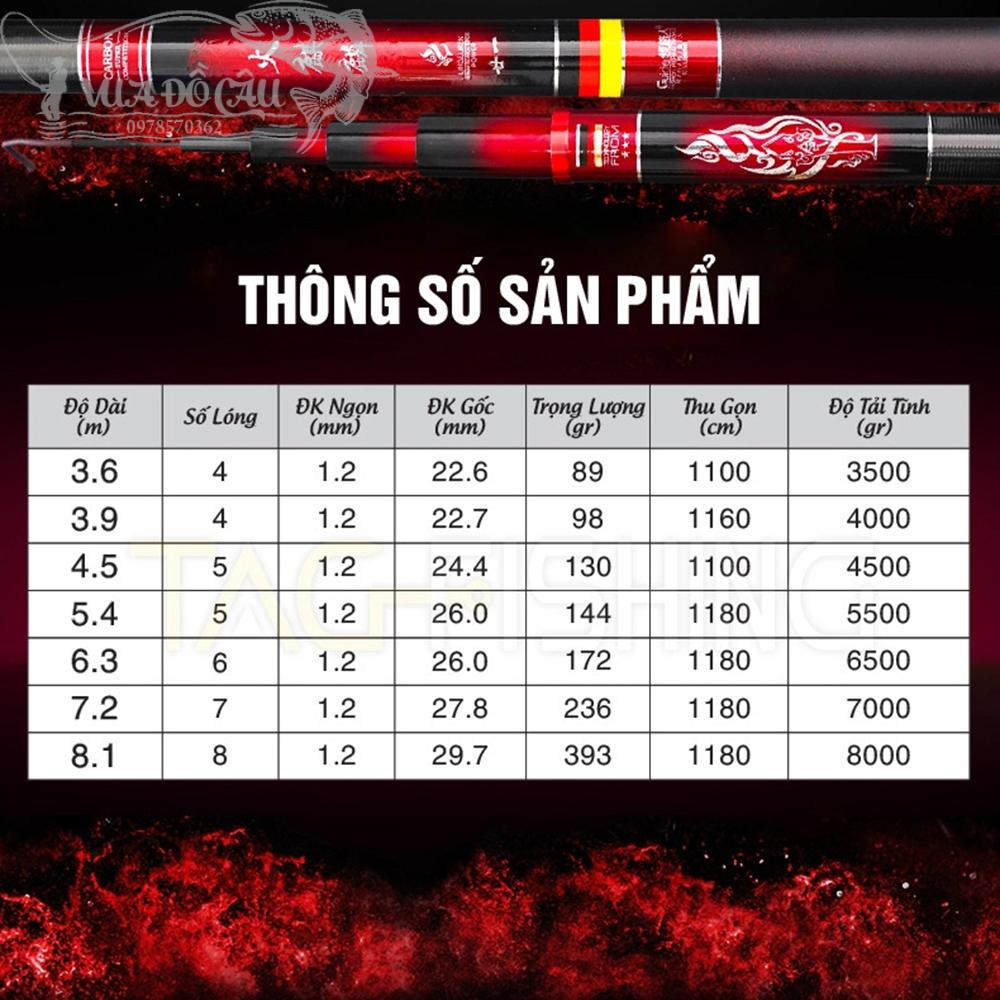 CARBON
SUPER
COMPETITION
VUA ĐỒ CÂU
0978570362
POWER
TECHNOLOGY
FROM
THÔNG SỐ SẢN PHẨM
Độ Dài (m) Số Lóng ĐK Ngọn (mm) ĐK Gốc (mm) Trọng Lượng (gr) Thu Gọn (cm) Độ Tải Tĩnh (gr)
3.6 4 1.2 22.6 89 1100 3500
3.9 4 1.2 22.7 98 1160 4000
4.5 5 1.2 24.4 130 1100 4500
5.4 5 1.2 26.0 144 1180 5500
6.3 6 1.2 26.0 172 1180 6500
7.2 7 1.2 27.8 236 1180 7000
8.1 8 1.2 29.7 393 1180 8000
TAG FISHING